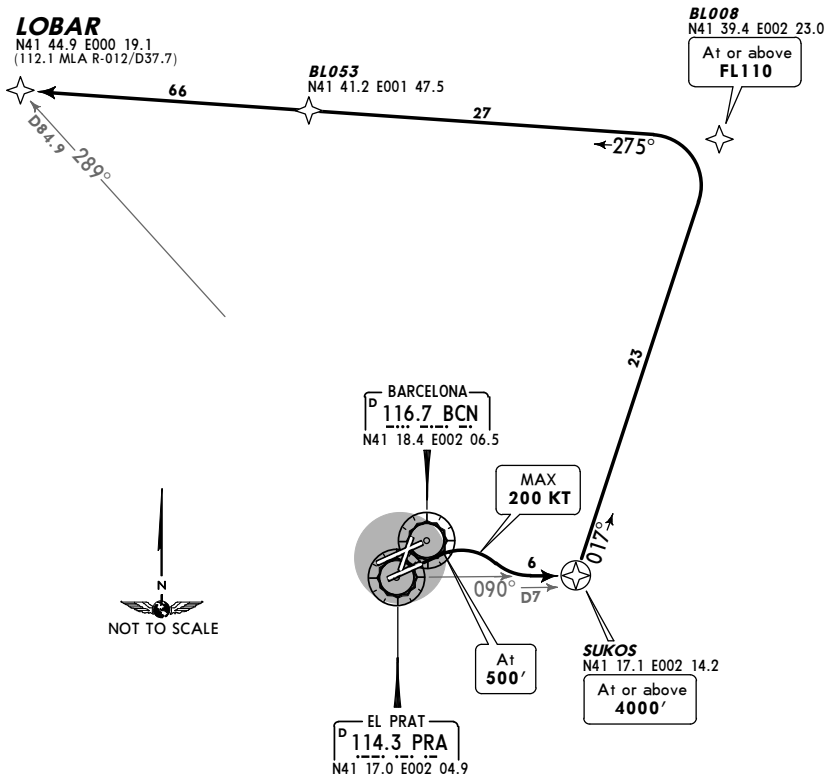 LOBAR
N41 44.9 E000 19.1
(112.1 MLA R-012/D37.7)
BL008
N41 39.4 E002 23.0
At or above
FL110
BL053
N41 41.2 E001 47.5
66
27
275°
D84.9
289°
23
BARCELONA
D 116.7 BCN
N41 18.4 E002 06.5
MAX
200 KT
017°
6
090°
D7
N
NOT TO SCALE
SUKOS
N41 17.1 E002 14.2
At or above
4000'
At
500'
EL PRAT
D 114.3 PRA
N41 17.0 E002 04.9